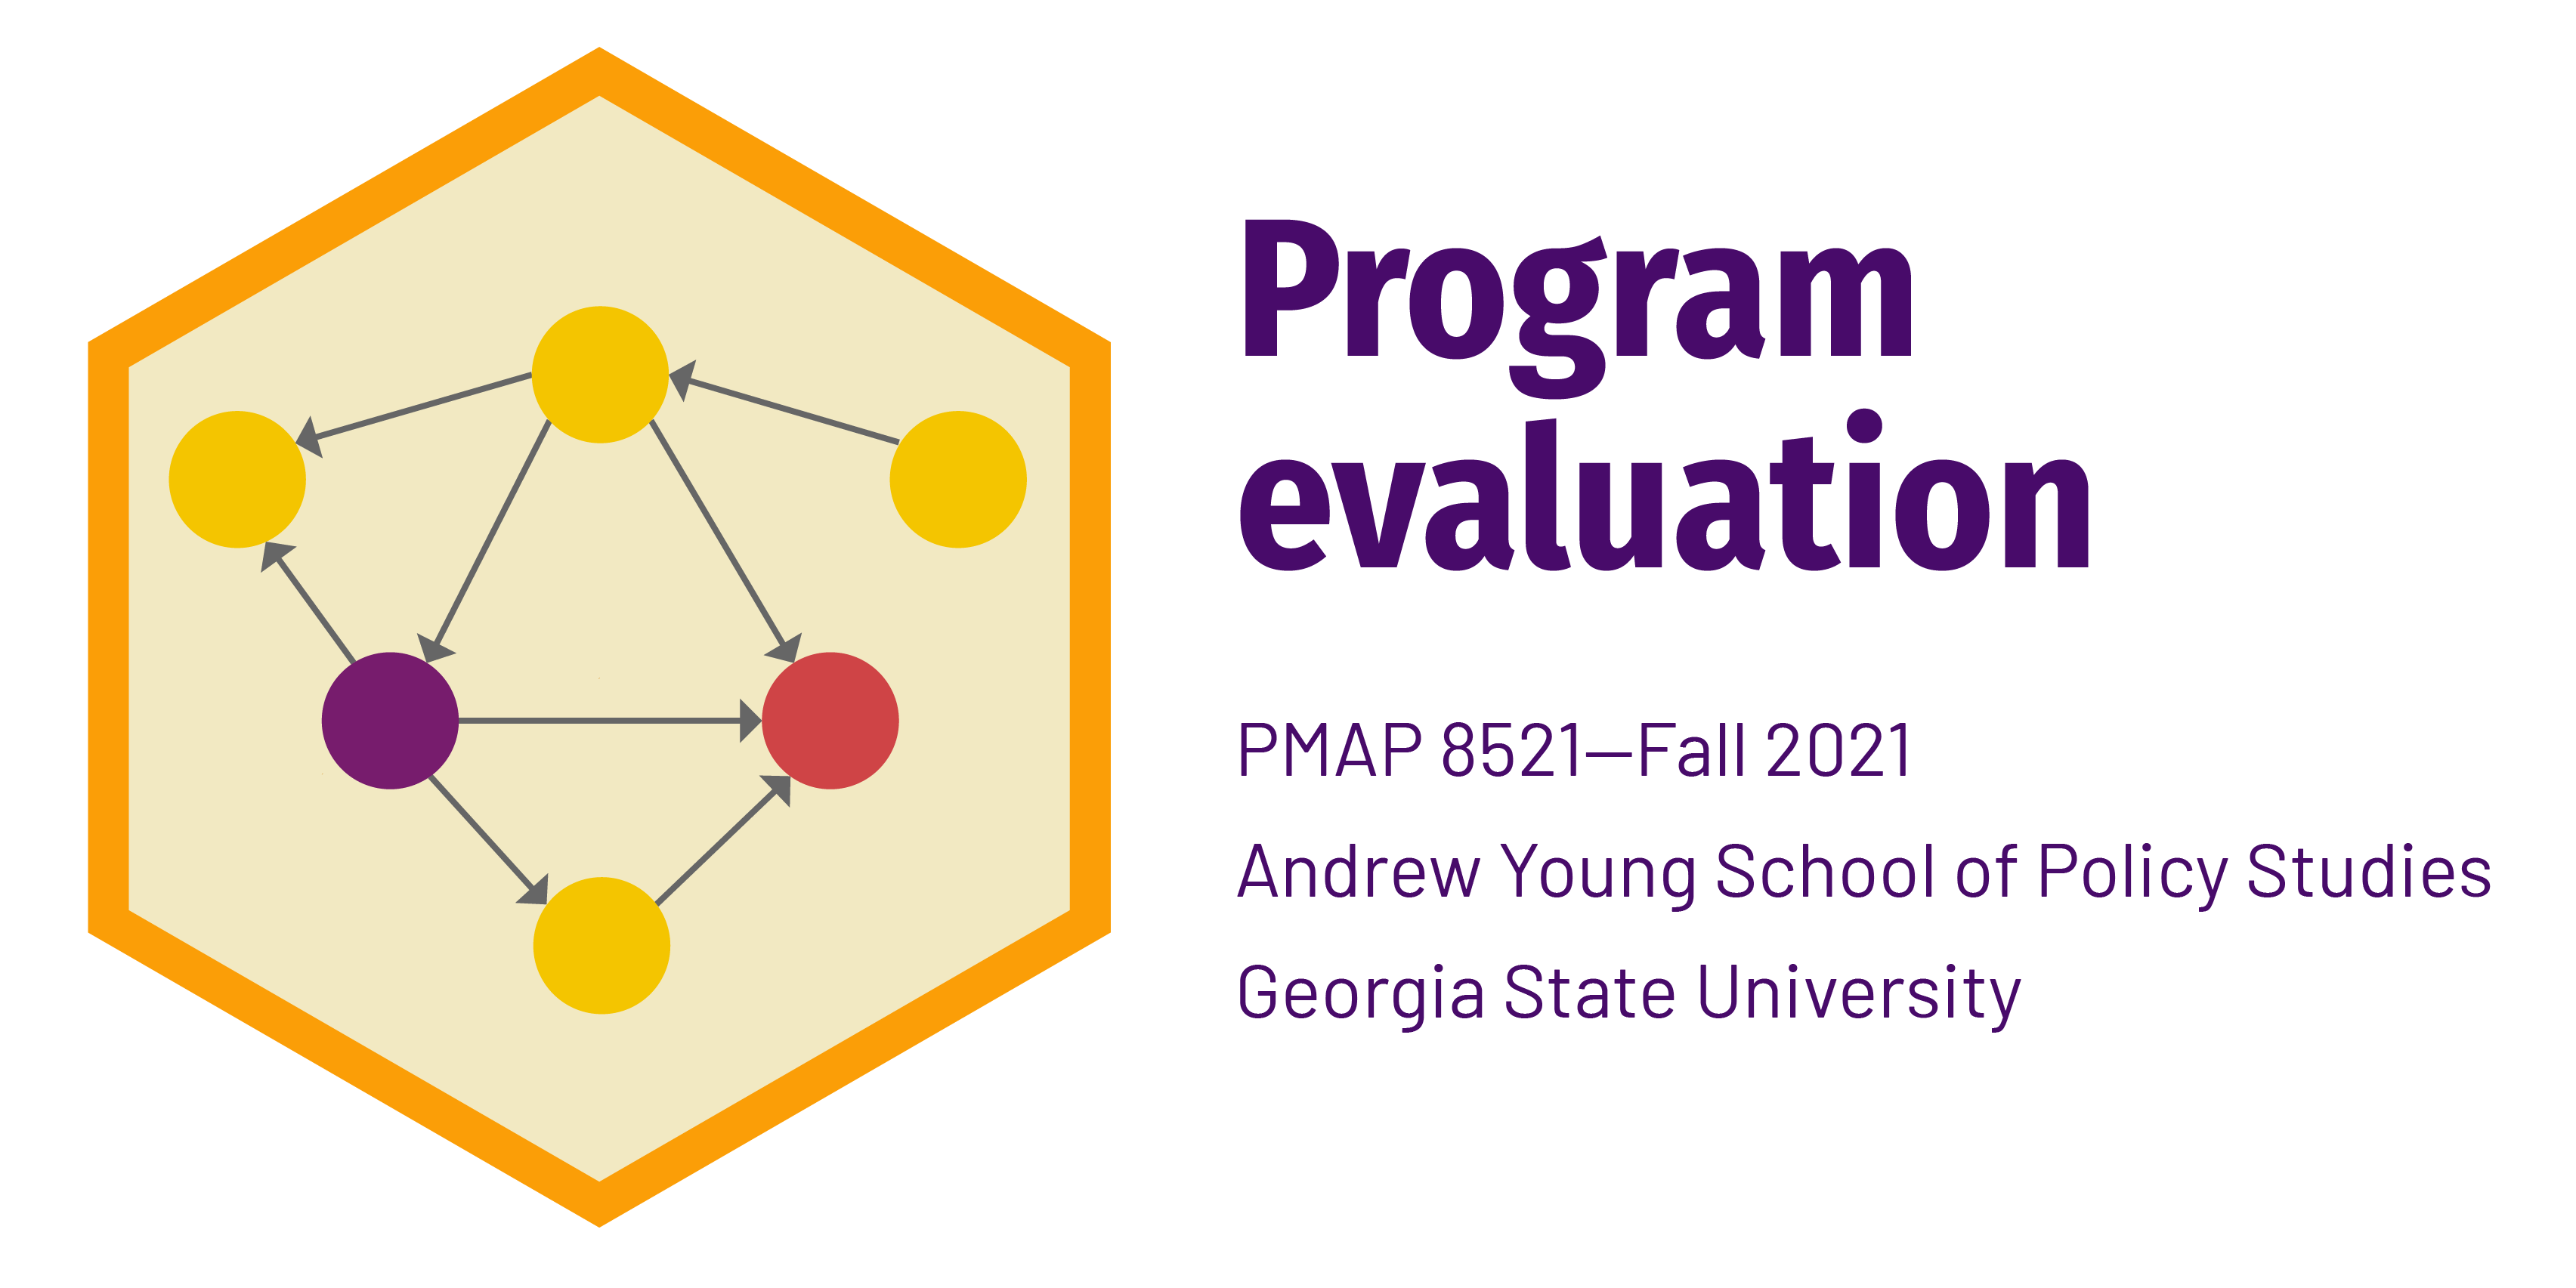 Program
evaluation
PMAP 8521—Fall 2021
Andrew Young School of Policy Studies
Georgia State University